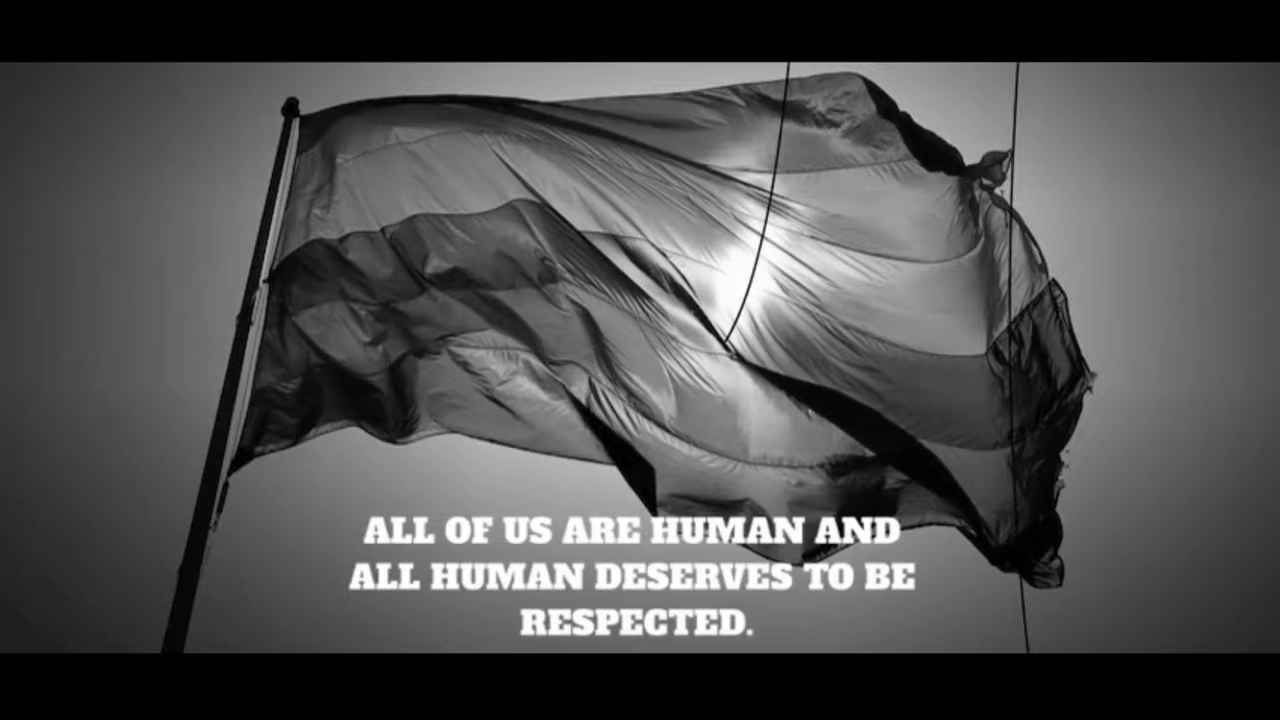 ALL OF US ARE HUMAN AND
ALL HUMAN DESERVES TO BE
RESPECTED.